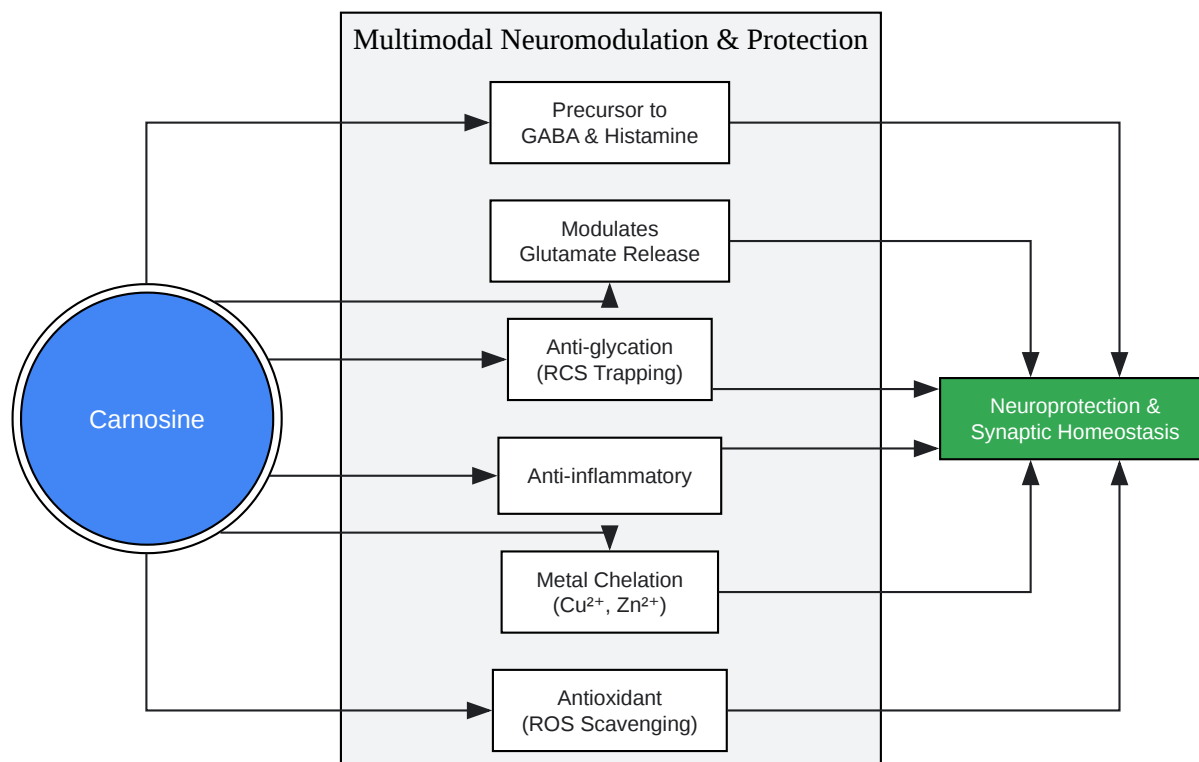 Multimodal Neuromodulation & Protection
Precursor to
GABA & Histamine
Modulates
Glutamate Release
Anti-glycation
(RCS Trapping)
Carnosine
Neuroprotection &
Synaptic Homeostasis
Anti-inflammatory
Metal Chelation
(Cu²⁺, Zn²⁺)
Antioxidant
(ROS Scavenging)